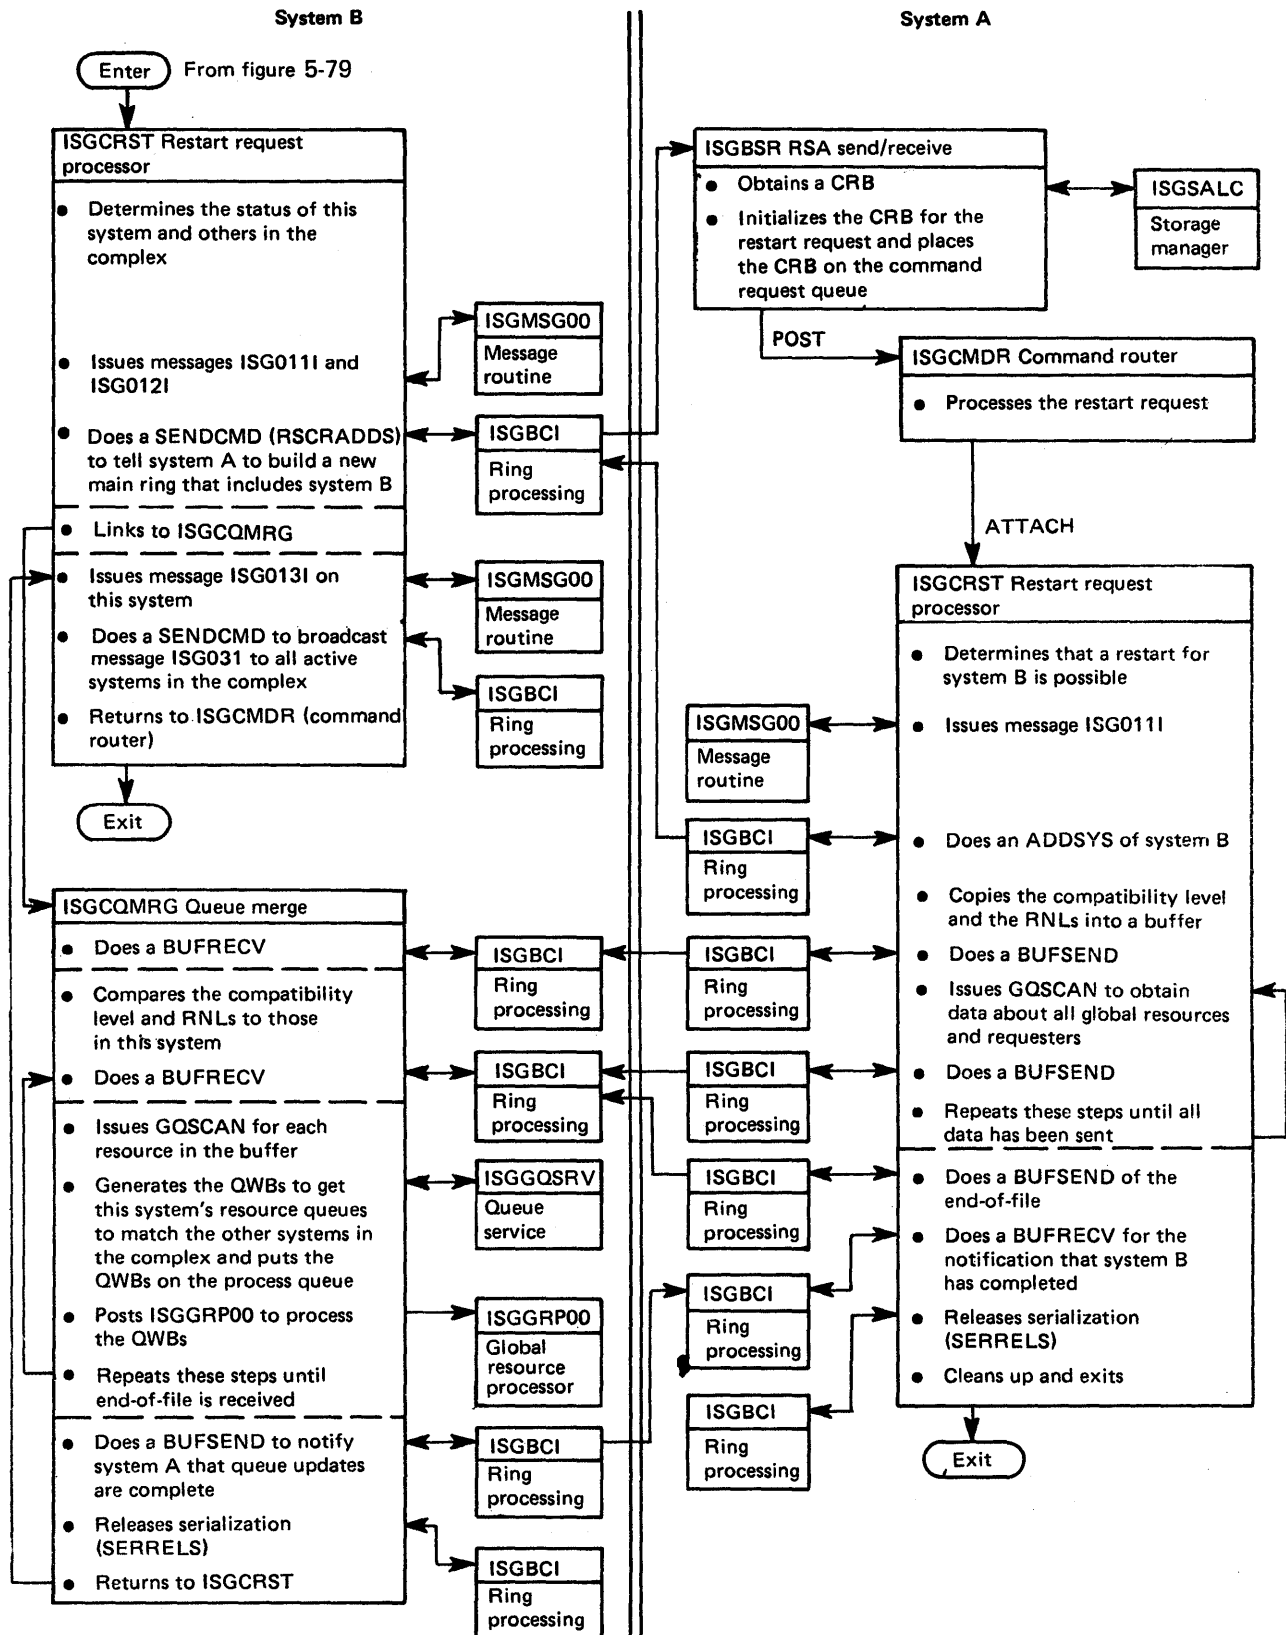 System B
Enter
From figure 5-79
ISGCRST Restart request
processor
Determines the status of this
system and others in the
complex
Issues messages ISG011I and
ISG012I
ISGMSG00
Message
routine
Does a SENDCMD (RSCRADDS)
to tell system A to build a new
main ring that includes system B
ISGBCI
Ring
processing
Links to ISGCQMRG
Issues message ISG013I on
this system
ISGMSG00
Message
routine
Does a SENDCMD to broadcast
message ISG031 to all active
systems in the complex
ISGBCI
Ring
processing
Returns to ISGCMDR (command
router)
Exit
ISGCQMRG Queue merge
Does a BUFRECV
ISGBCI
Ring
processing
Compares the compatibility
level and RNLs to those
in this system
Does a BUFRECV
ISGBCI
Ring
processing
Issues GQSCAN for each
resource in the buffer
Generates the QWBs to get
this system's resource queues
to match the other systems in
the complex and puts the
QWBs on the process queue
ISGGQSRV
Queue
service
Posts ISGGRP00 to process
the QWBs
ISGGRP00
Global
resource
processor
Repeats these steps until
end-of-file is received
Does a BUFSEND to notify
system A that queue updates
are complete
ISGBCI
Ring
processing
Releases serialization
(SERRELS)
ISGBCI
Ring
processing
Returns to ISGCRST
System A
ISGBSR RSA send/receive
Obtains a CRB
Initializes the CRB for the
restart request and places
the CRB on the command
request queue
ISGSALC
Storage
manager
POST
ISGCMDR Command router
Processes the restart request
ATTACH
ISGCRST Restart request
processor
Determines that a restart for
system B is possible
Issues message ISG011I
ISGMSG00
Message
routine
Does an ADDSYS of system B
ISGBCI
Ring
processing
Copies the compatibility level
and the RNLs into a buffer
Does a BUFSEND
ISGBCI
Ring
processing
Issues GQSCAN to obtain
data about all global resources
and requesters
Does a BUFSEND
ISGBCI
Ring
processing
Repeats these steps until all
data has been sent
Does a BUFSEND of the
end-of-file
ISGBCI
Ring
processing
Does a BUFRECV for the
notification that system B
has completed
ISGBCI
Ring
processing
Releases serialization
(SERRELS)
ISGBCI
Ring
processing
Cleans up and exits
Exit